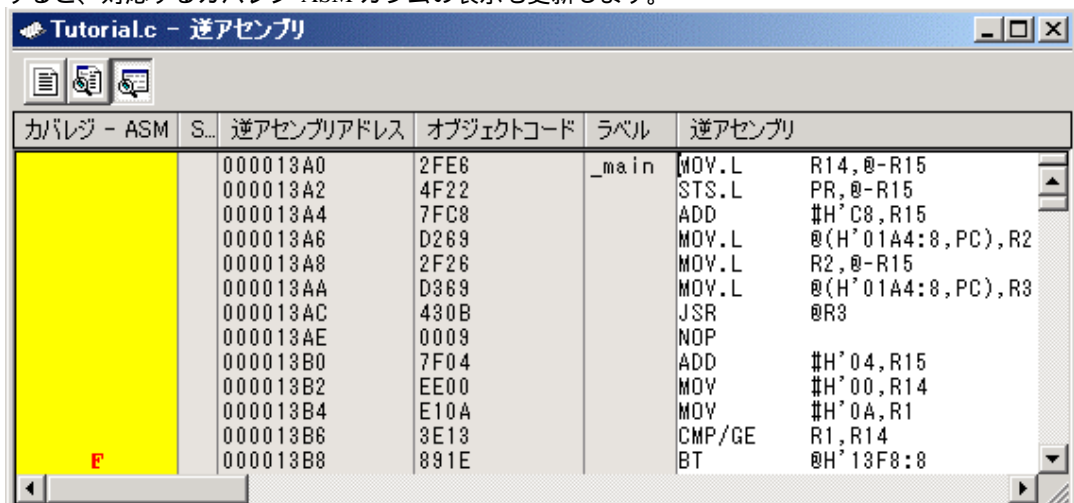 すると、対応するカバレジ ASM カラムの表示も更新します。
Tutorial.c - 逆アセンブリ
カバレジ - ASM S... 逆アセンブリアドレス オブジェクトコード ラベル 逆アセンブリ
000013A0 2FE6 _main MOV.L R14,@-R15
000013A2 4F22 STS.L PR,@-R15
000013A4 7FC8 ADD #H'C8,R15
000013A6 D269 MOV.L @(H'01A4:8,PC),R2
000013A8 2F26 MOV.L R2,@-R15
000013AA D369 MOV.L @(H'01A4:8,PC),R3
000013AC 430B JSR @R3
000013AE 0009 NOP
000013B0 7F04 ADD #H'04,R15
000013B2 EE00 MOV #H'00,R14
000013B4 E10A MOV #H'0A,R1
000013B6 3E13 CMP/GE R1,R14
F 000013B8 891E BT @H'13F8:8